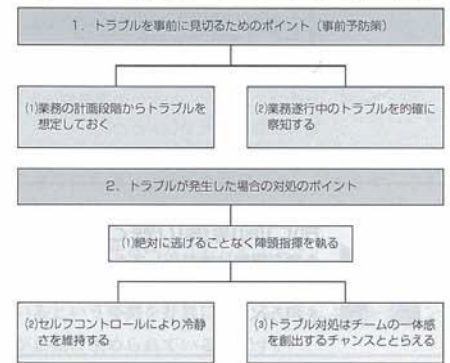 1．トラブルを事前に見切るためのポイント（事前予防策）
(1)業務の計画段階からトラブルを
想定しておく
(2)業務遂行中のトラブルを的確に
察知する
2．トラブルが発生した場合の対処のポイント
(1)絶対に逃げることなく陣頭指揮を執る
(2)セルフコントロールにより冷静
さを維持する
(3)トラブル対処はチームの一体感
を創出するチャンスととらえる